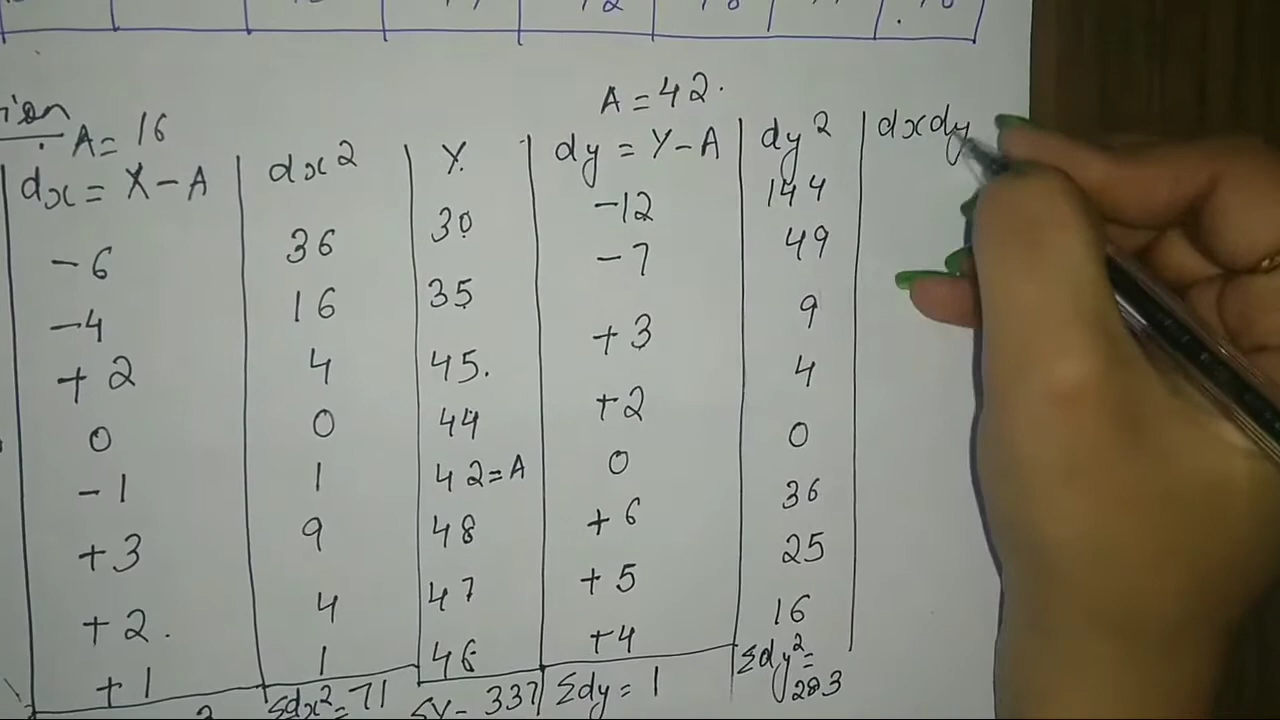 A = 42.
A = 16
dx = X - A dx² Y. dy = Y - A dy² dxdy
-6 36 30 -12 144
-4 16 35 -7 49
+2 4 45. +3 9
0 0 44 +2 4
-1 1 42=A 0 0
+3 9 48 +6 36
+2. 4 47 +5 25
+1 1 46 +4 16
Σdx²=71 ΣY - 337 Σdy = 1 Σdy²=
283